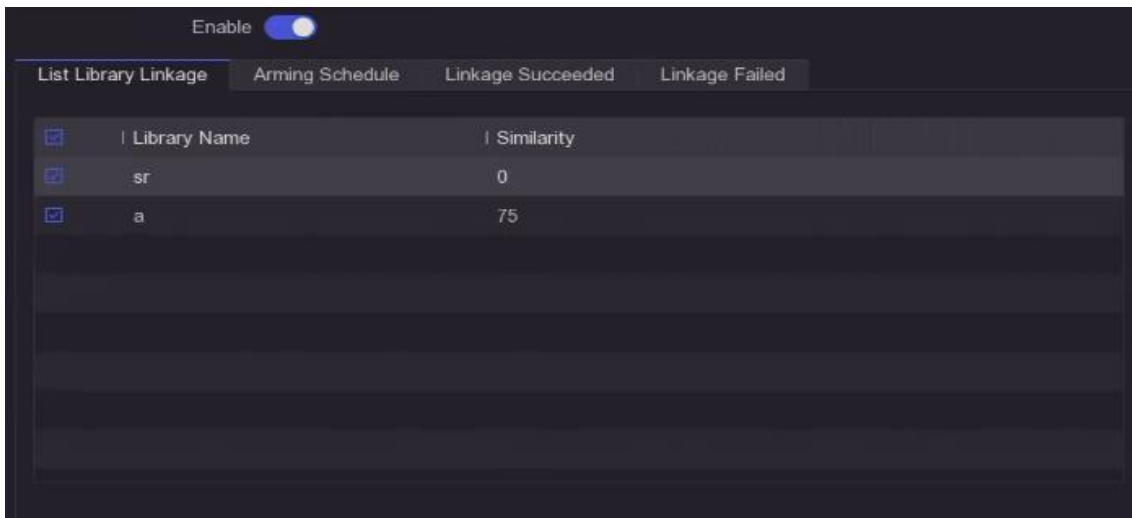 Enable
List Library Linkage Arming Schedule Linkage Succeeded Linkage Failed
Library Name Similarity
sr 0
a 75